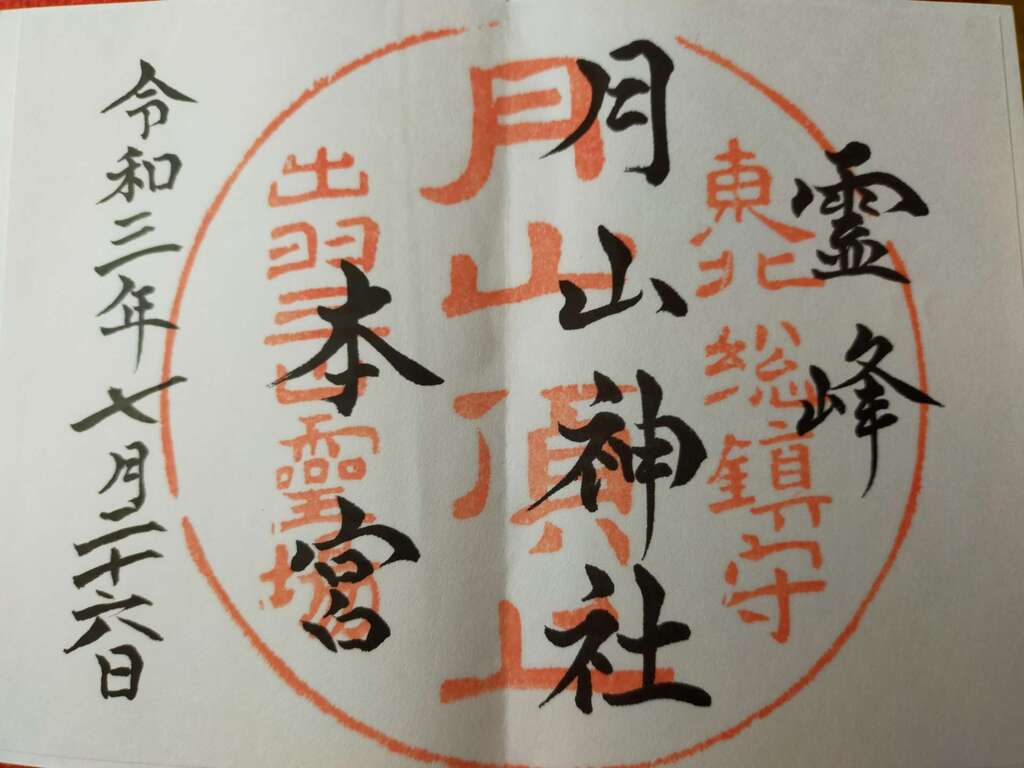 霊峰
月山神社
本宮
令和三年七月二十六日
東北総鎮守
月山頂上
出羽三山霊場